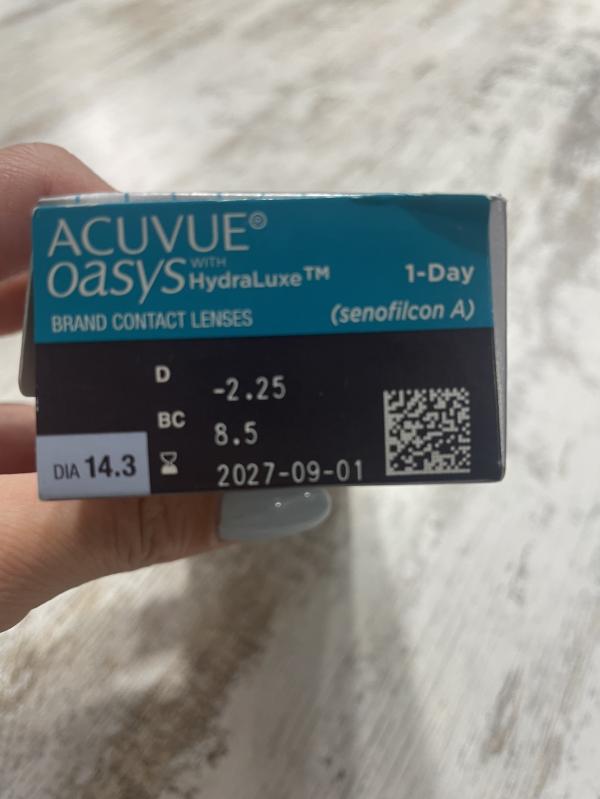 ACUVUE®
oasys WITH HydraLuxe™ 1-Day
BRAND CONTACT LENSES (senofilcon A)
D -2.25
BC 8.5
DIA 14.3 2027-09-01